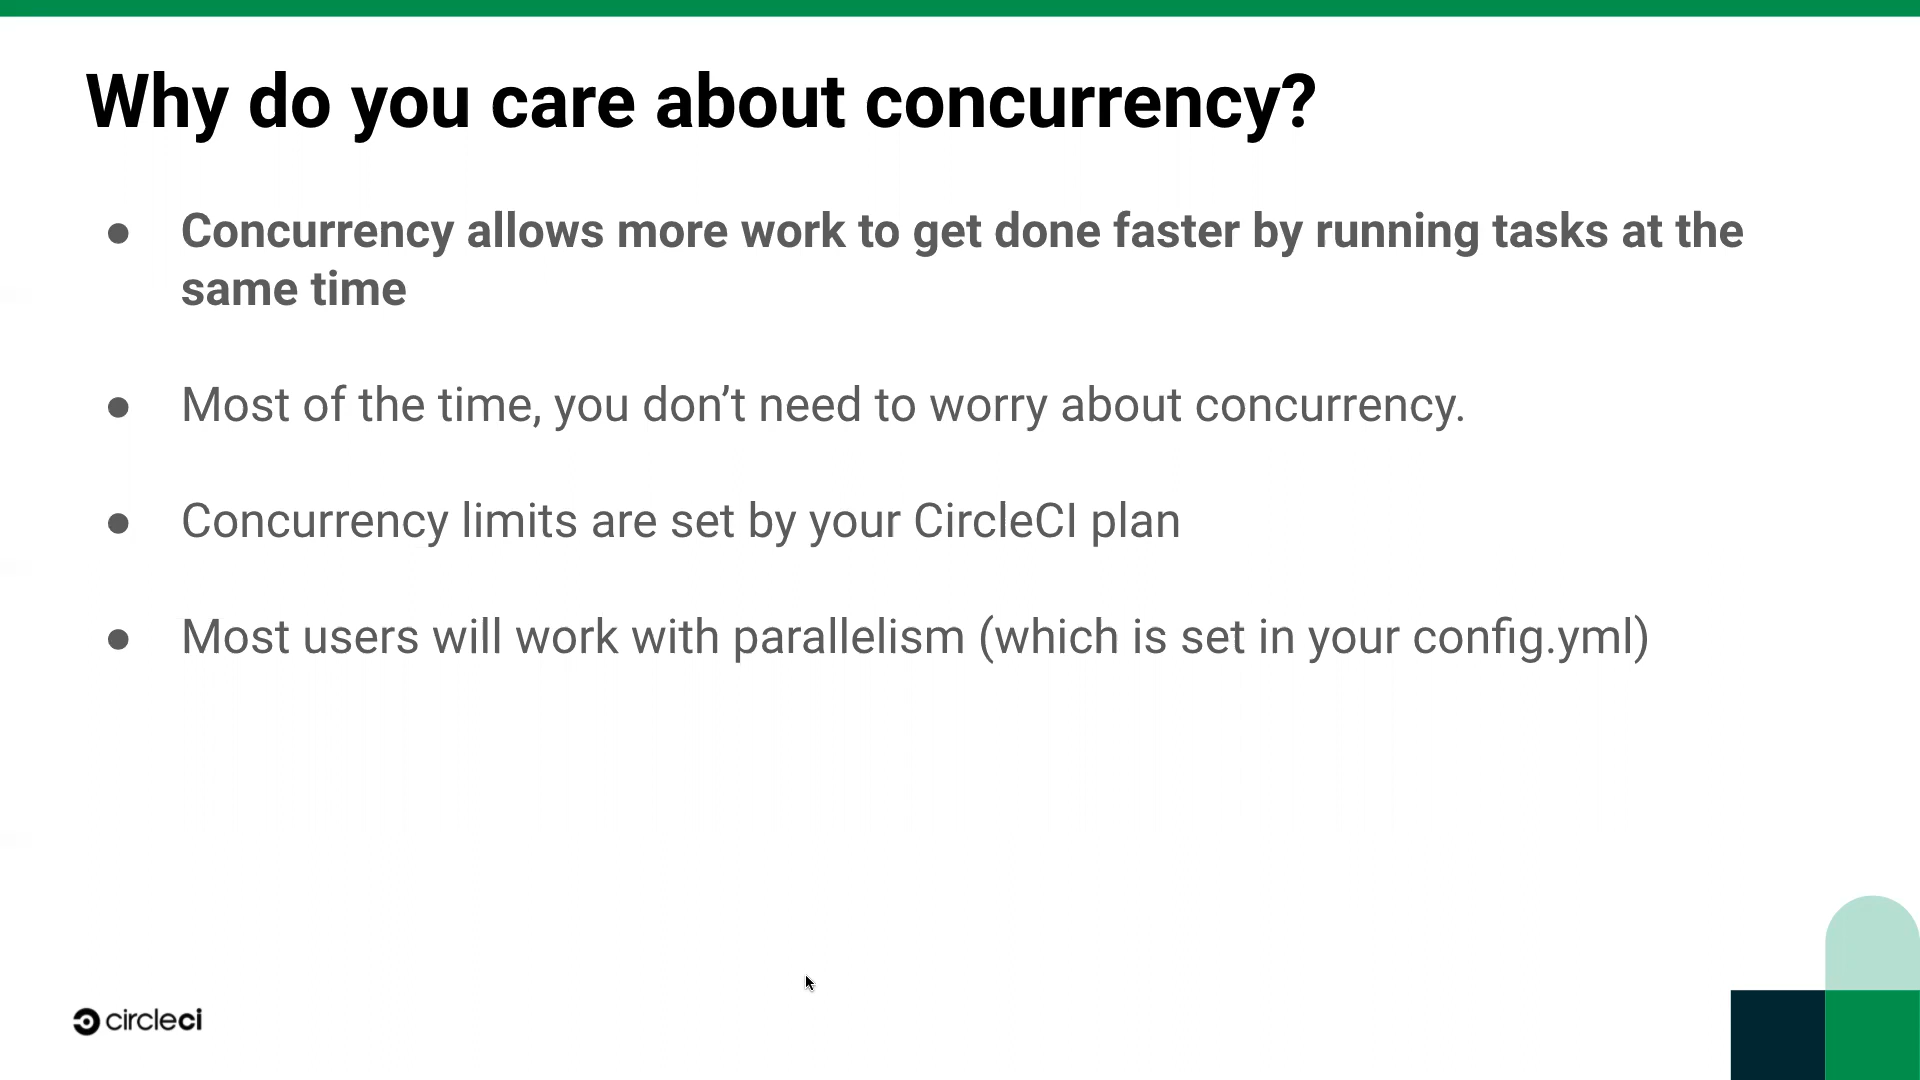 Why do you care about concurrency?
● Concurrency allows more work to get done faster by running tasks at the
same time
● Most of the time, you don’t need to worry about concurrency.
● Concurrency limits are set by your CircleCI plan
● Most users will work with parallelism (which is set in your config.yml)
circleci